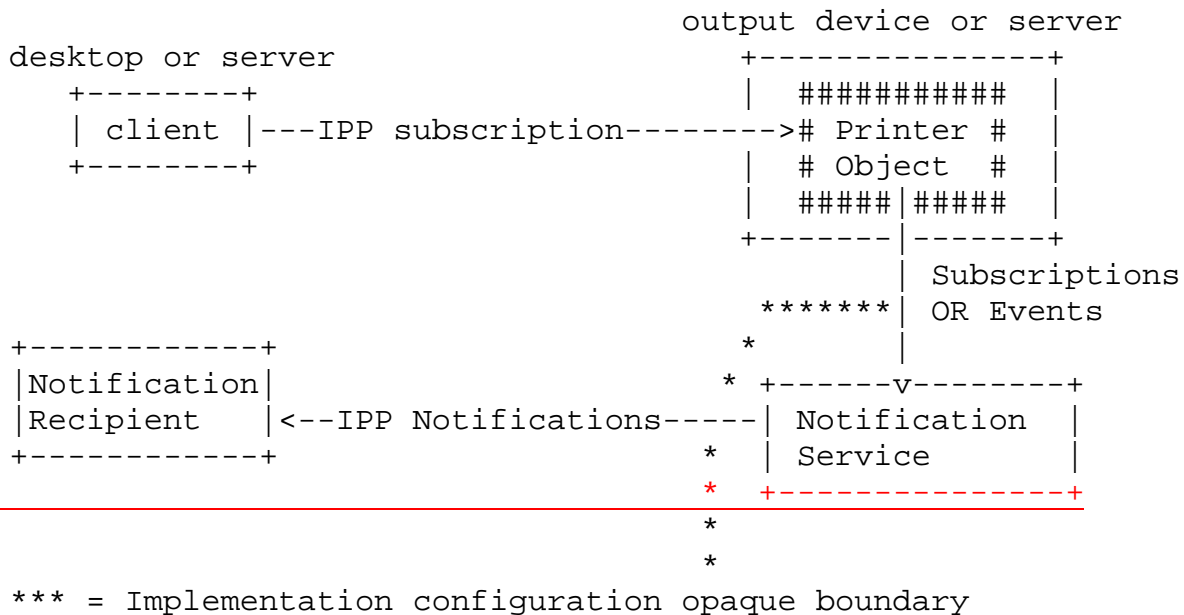 output device or server
desktop or server                      +---------------+
   +--------+                          |  ###########  |
   | client |---IPP subscription--------># Printer #  |
   +--------+                          |  # Object  #  |
                                       |  #####|#####  |
                                       +-------|-------+
                                               | Subscriptions
                                        *******| OR Events
+------------+                         *       |
|Notification|                        * +------v--------+
|Recipient   |<--IPP Notifications-----| Notification  |
+------------+                       *  | Service       |
                                     *  +----------------+
                                     *
                                     *
*** = Implementation configuration opaque boundary